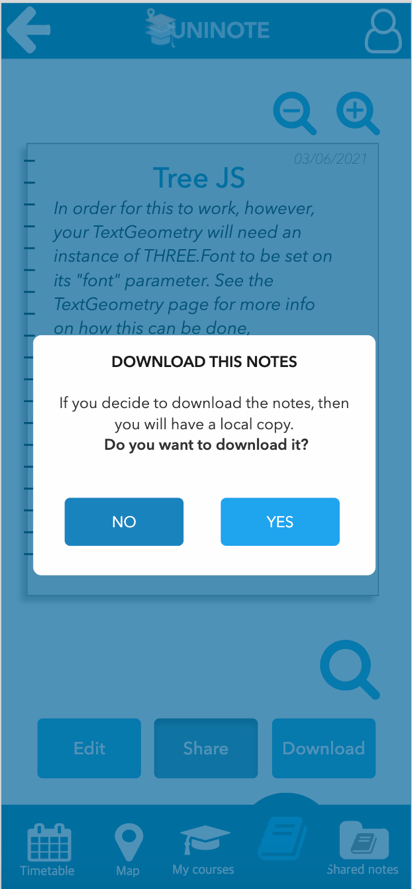 UNINOTE
03/06/2021
Tree JS
In order for this to work, however,
your TextGeometry will need an
instance of THREE.Font to be set on
its "font" parameter. See the
TextGeometry page for more info
on how this can be done,
DOWNLOAD THIS NOTES
If you decide to download the notes, then
you will have a local copy.
Do you want to download it?
NO YES
Edit Share Download
Timetable Map My courses Shared notes